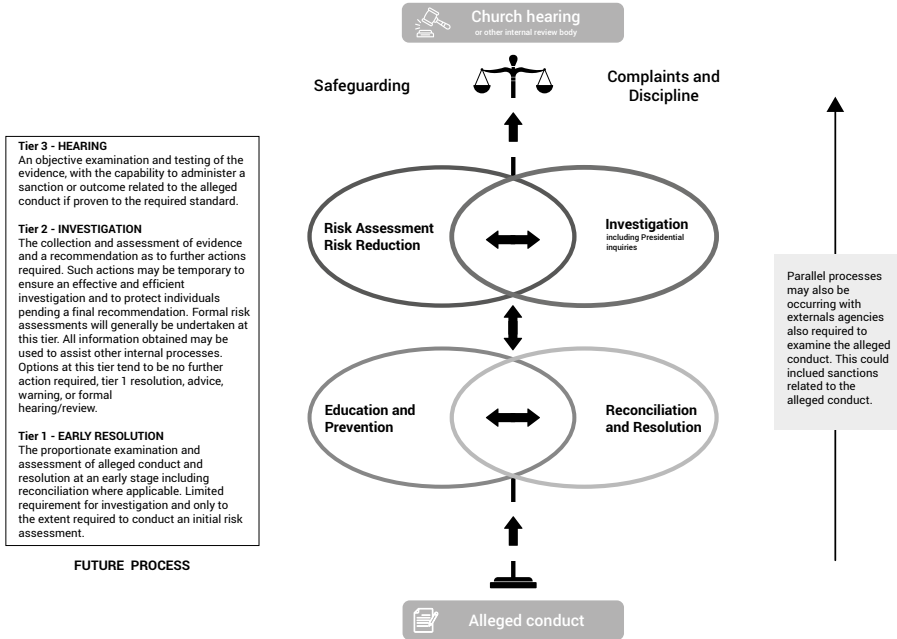 Church hearing
or other internal review body
Safeguarding
Complaints and
Discipline
Tier 3 - HEARING
An objective examination and testing of the
evidence, with the capability to administer a
sanction or outcome related to the alleged
conduct if proven to the required standard.
Tier 2 - INVESTIGATION
The collection and assessment of evidence
and a recommendation as to further actions
required. Such actions may be temporary to
ensure an effective and efficient
investigation and to protect individuals
pending a final recommendation. Formal risk
assessments will generally be undertaken at
this tier. All information obtained may be
used to assist other internal processes.
Options at this tier tend to be no further
action required, tier 1 resolution, advice,
warning, or formal
hearing/review.
Tier 1 - EARLY RESOLUTION
The proportionate examination and
assessment of alleged conduct and
resolution at an early stage including
reconciliation where applicable. Limited
requirement for investigation and only to
the extent required to conduct an initial risk
assessment.
FUTURE PROCESS
Risk Assessment
Risk Reduction
Investigation
including Presidential
inquiries
Education and
Prevention
Reconciliation
and Resolution
Parallel processes
may also be
occurring with
externals agencies
also required to
examine the alleged
conduct. This could
inclued sanctions
related to the
alleged conduct.
Alleged conduct